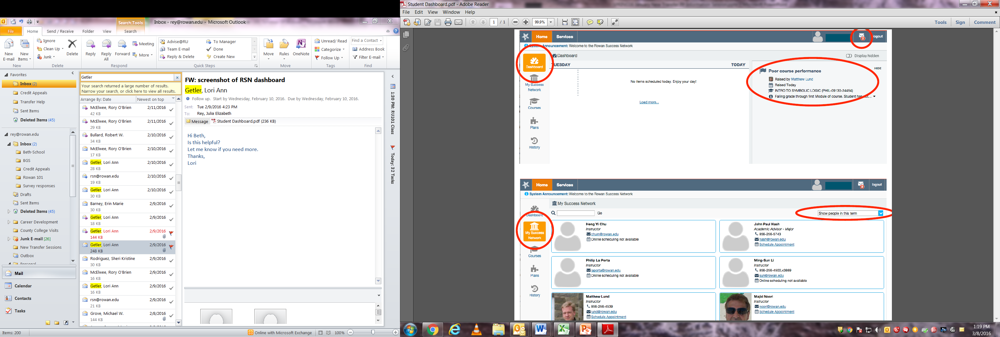 Inbox - rey@rowan.edu - Microsoft Outlook
Search Tools
File Home Send / Receive Folder View Search
New E-mail
New Items
New
Ignore
Clean Up
Junk
Delete
Delete
Reply
Reply All
Forward
Meeting
More
Respond
Advise@RU
Team E-mail
Reply & Delete
To Manager
Done
Create New
Quick Steps
Move
Rules
OneNote
Move
Unread/ Read
Categorize
Follow Up
Tags
Find a Contact
Address Book
Filter E-mail
Find
Favorites
Inbox (2)
Credit Appeals
Transfer Help
Sent Items
Deleted Items (45)
rey@rowan.edu
Inbox (2)
Beth-School
BGS
Credit Appeals
Rowan 101
Survey responses
Drafts
Sent Items
Deleted Items (45)
Career Development
County College Visits
Junk E-mail [26]
New Transfer Sessions
Outbox
Mail
Calendar
Contacts
Tasks
Items: 200
Getler
Your search returned a large number of results.
Narrow your search, or click here to view all results.
Arrange By: Date Newest on top
McElwee, Rory O'Brien 2/11/2016
42 KB
McElwee, Rory O'Brien 2/11/2016
29 KB
Bullard, Robert W. 2/10/2016
34 KB
McElwee, Rory O'Brien 2/10/2016
17 KB
Getler, Lori Ann 2/10/2016
28 KB
rsn@rowan.edu 2/10/2016
19 KB
Getler, Lori Ann 2/10/2016
30 KB
Barney, Erin Marie 2/9/2016
30 KB
Getler, Lori Ann 2/9/2016
18 KB
Getler, Lori Ann 2/9/2016
144 KB
Getler, Lori Ann 2/9/2016
248 KB
Rodriguez, Sheri Kristine 2/9/2016
30 KB
McElwee, Rory O'Brien 2/9/2016
16 KB
Getler, Lori Ann 2/9/2016
16 KB
rsn@rowan.edu 2/9/2016
21 KB
Grove, Michael W. 2/8/2016
144 KB
FW: screenshot of RSN dashboard
Getler, Lori Ann
Follow up. Start by Wednesday, February 10, 2016. Due by Wednesday, February 10, 2016.
Sent: Tue 2/9/2016 4:23 PM
To: Rey, Julia Elizabeth
Message Student Dashboard.pdf (236 KB)
Hi Beth,
Is this helpful?
Let me know if you need more.
Thanks,
Lori
1:30 PM: RU101 Class
Today: 32 Tasks
Online with Microsoft Exchange 100%
Student Dashboard.pdf - Adobe Reader
File Edit View Window Help
1 / 1 99.9%
Tools Sign Comment
Home Services 2 logout
System Announcement: Welcome to the Rowan Success Network
Dashboard
My Success Network
Courses
Plans
History
Dashboard Display hidden
TUESDAY TODAY
No items scheduled today. Enjoy your day!
Load more...
HIDE
Poor course performance
Raised by Matthew Lund
Raised Today
INTRO TO SYMBOLIC LOGIC (PHIL-09130-24454)
Failing grade through first Module of course. Student has not...
Home Services 2 logout
System Announcement: Welcome to the Rowan Success Network
Dashboard
My Success Network
Courses
Plans
History
My Success Network
Go Show people in this term
Heng Yi Chu
Instructor
chum@rowan.edu
Online scheduling not available
John Paul Hash
Academic Advisor - Major
856-256-5743
hash@rowan.edu
Schedule Appointment
Philip La Porta
Instructor
laporta@rowan.edu
Online scheduling not available
Ming-Sun Li
Instructor
856-256-4500,x3889
sun@rowan.edu
Online scheduling not available
Matthew Lund
Instructor
856-256-4539
lund@rowan.edu
Schedule Appointment
Majid Noori
Instructor
noori@rowan.edu
Schedule Appointment
1:19 PM
3/8/2016